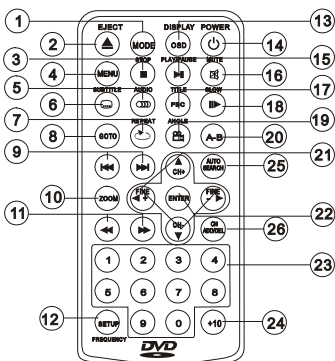 1 EJECT DISPLAY POWER 13
2 MODE OSD 14
3 STOP PLAY/PAUSE MUTE 15
4 MENU 16
5 SUBTITLE AUDIO TITLE SLOW 17
6 PBC 18
7 REPEAT ANGLE 19
8 GOTO A-B 20
9 CH+ AUTO SEARCH 25 21
10 ZOOM FINE + ENTER FINE - 22
11 CH- CH ADD/DEL 26
1 2 3 4 23
5 6 7 8
12 SETUP 9 0 +10 24
FREQUENCY DVD